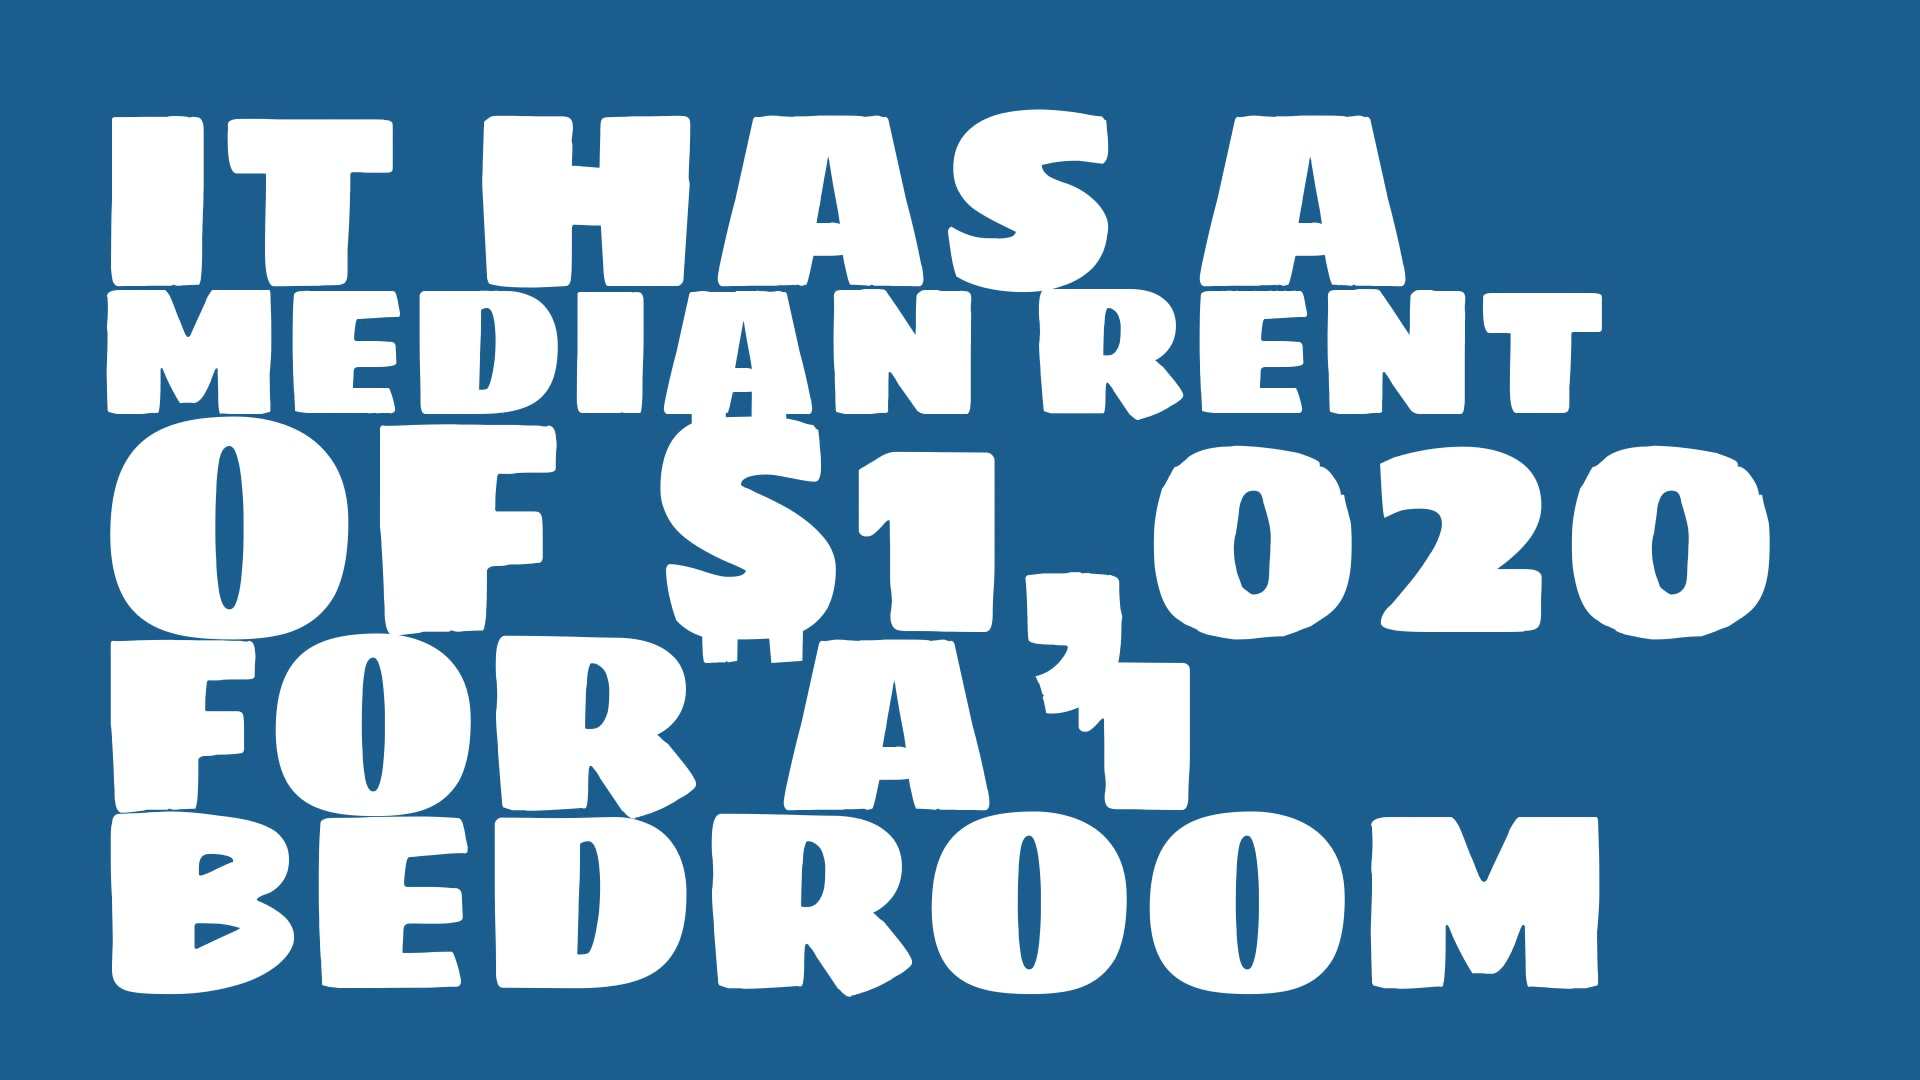 IT HAS A
MEDIAN RENT
OF $1,020
FOR A 1
BEDROOM